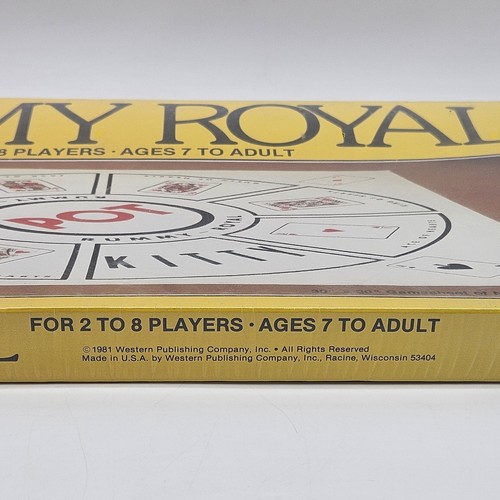 MY ROYAL
8 PLAYERS · AGES 7 TO ADULT
RUMMY
POT
RUMMY ROYAL
KITTY
FOR 2 TO 8 PLAYERS · AGES 7 TO ADULT
©1981 Western Publishing Company, Inc. • All Rights Reserved
Made in U.S.A. by Western Publishing Company, Inc., Racine, Wisconsin 53404